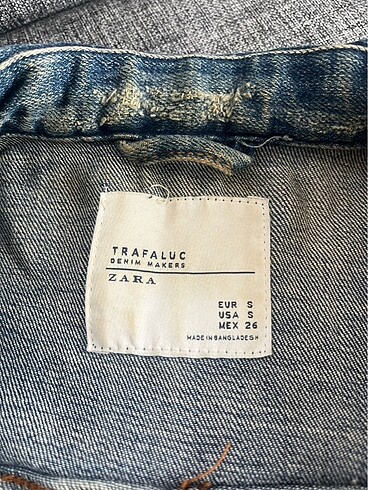 TRAFALUC
DENIM MAKERS
ZARA
EUR S
USA S
MEX 26
MADE IN BANGLADESH